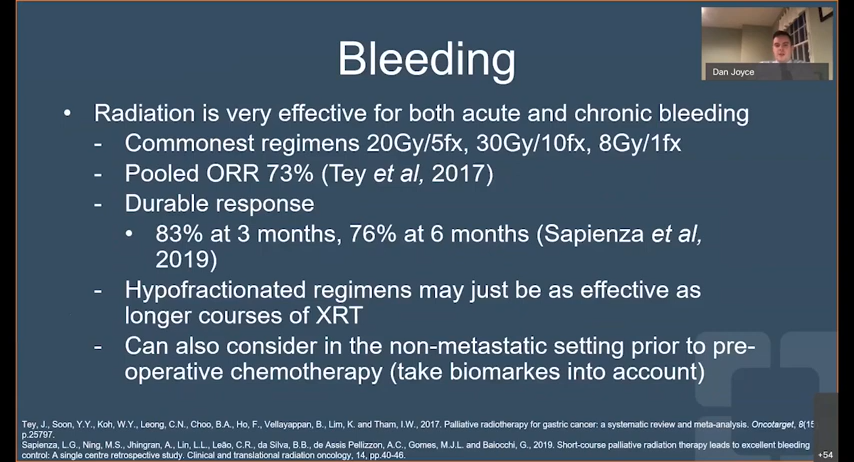 Bleeding
Dan Joyce
• Radiation is very effective for both acute and chronic bleeding
- Commonest regimens 20Gy/5fx, 30Gy/10fx, 8Gy/1fx
- Pooled ORR 73% (Tey et al, 2017)
- Durable response
• 83% at 3 months, 76% at 6 months (Sapienza et al,
2019)
- Hypofractionated regimens may just be as effective as
longer courses of XRT
- Can also consider in the non-metastatic setting prior to pre-
operative chemotherapy (take biomarkes into account)
Tey, J., Soon, Y.Y., Koh, W.Y., Leong, C.N., Choo, B.A., Ho, F., Vellayappan, B., Lim, K. and Tham, I.W., 2017. Palliative radiotherapy for gastric cancer: a systematic review and meta-analysis. Oncotarget, 8(15
p.25797.
Sapienza, L.G., Ning, M.S., Jhingran, A., Lin, L.L., Leão, C.R., da Silva, B.B., de Assis Pellizzon, A.C., Gomes, M.J.L. and Baiocchi, G., 2019. Short-course palliative radiation therapy leads to excellent bleeding
control: A single centre retrospective study. Clinical and translational radiation oncology, 14, pp.40-46.
+54